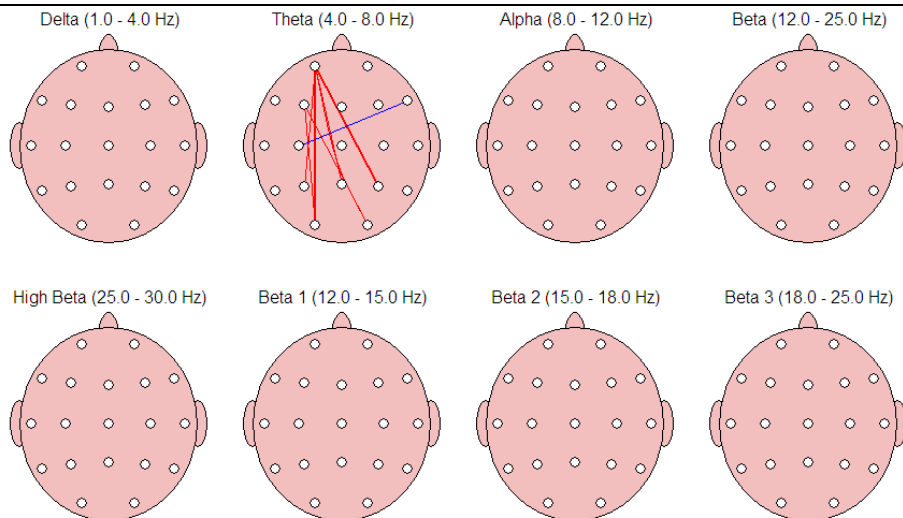 Delta (1.0 - 4.0 Hz)
Theta (4.0 - 8.0 Hz)
Alpha (8.0 - 12.0 Hz)
Beta (12.0 - 25.0 Hz)
High Beta (25.0 - 30.0 Hz)
Beta 1 (12.0 - 15.0 Hz)
Beta 2 (15.0 - 18.0 Hz)
Beta 3 (18.0 - 25.0 Hz)